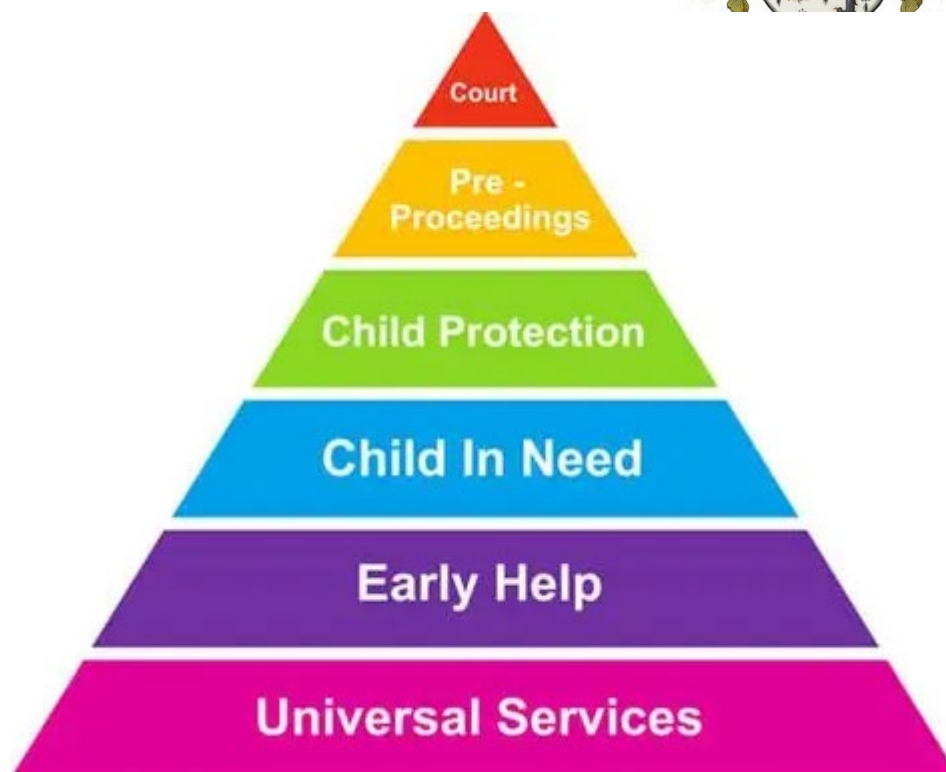 Court
Pre -
Proceedings
Child Protection
Child In Need
Early Help
Universal Services